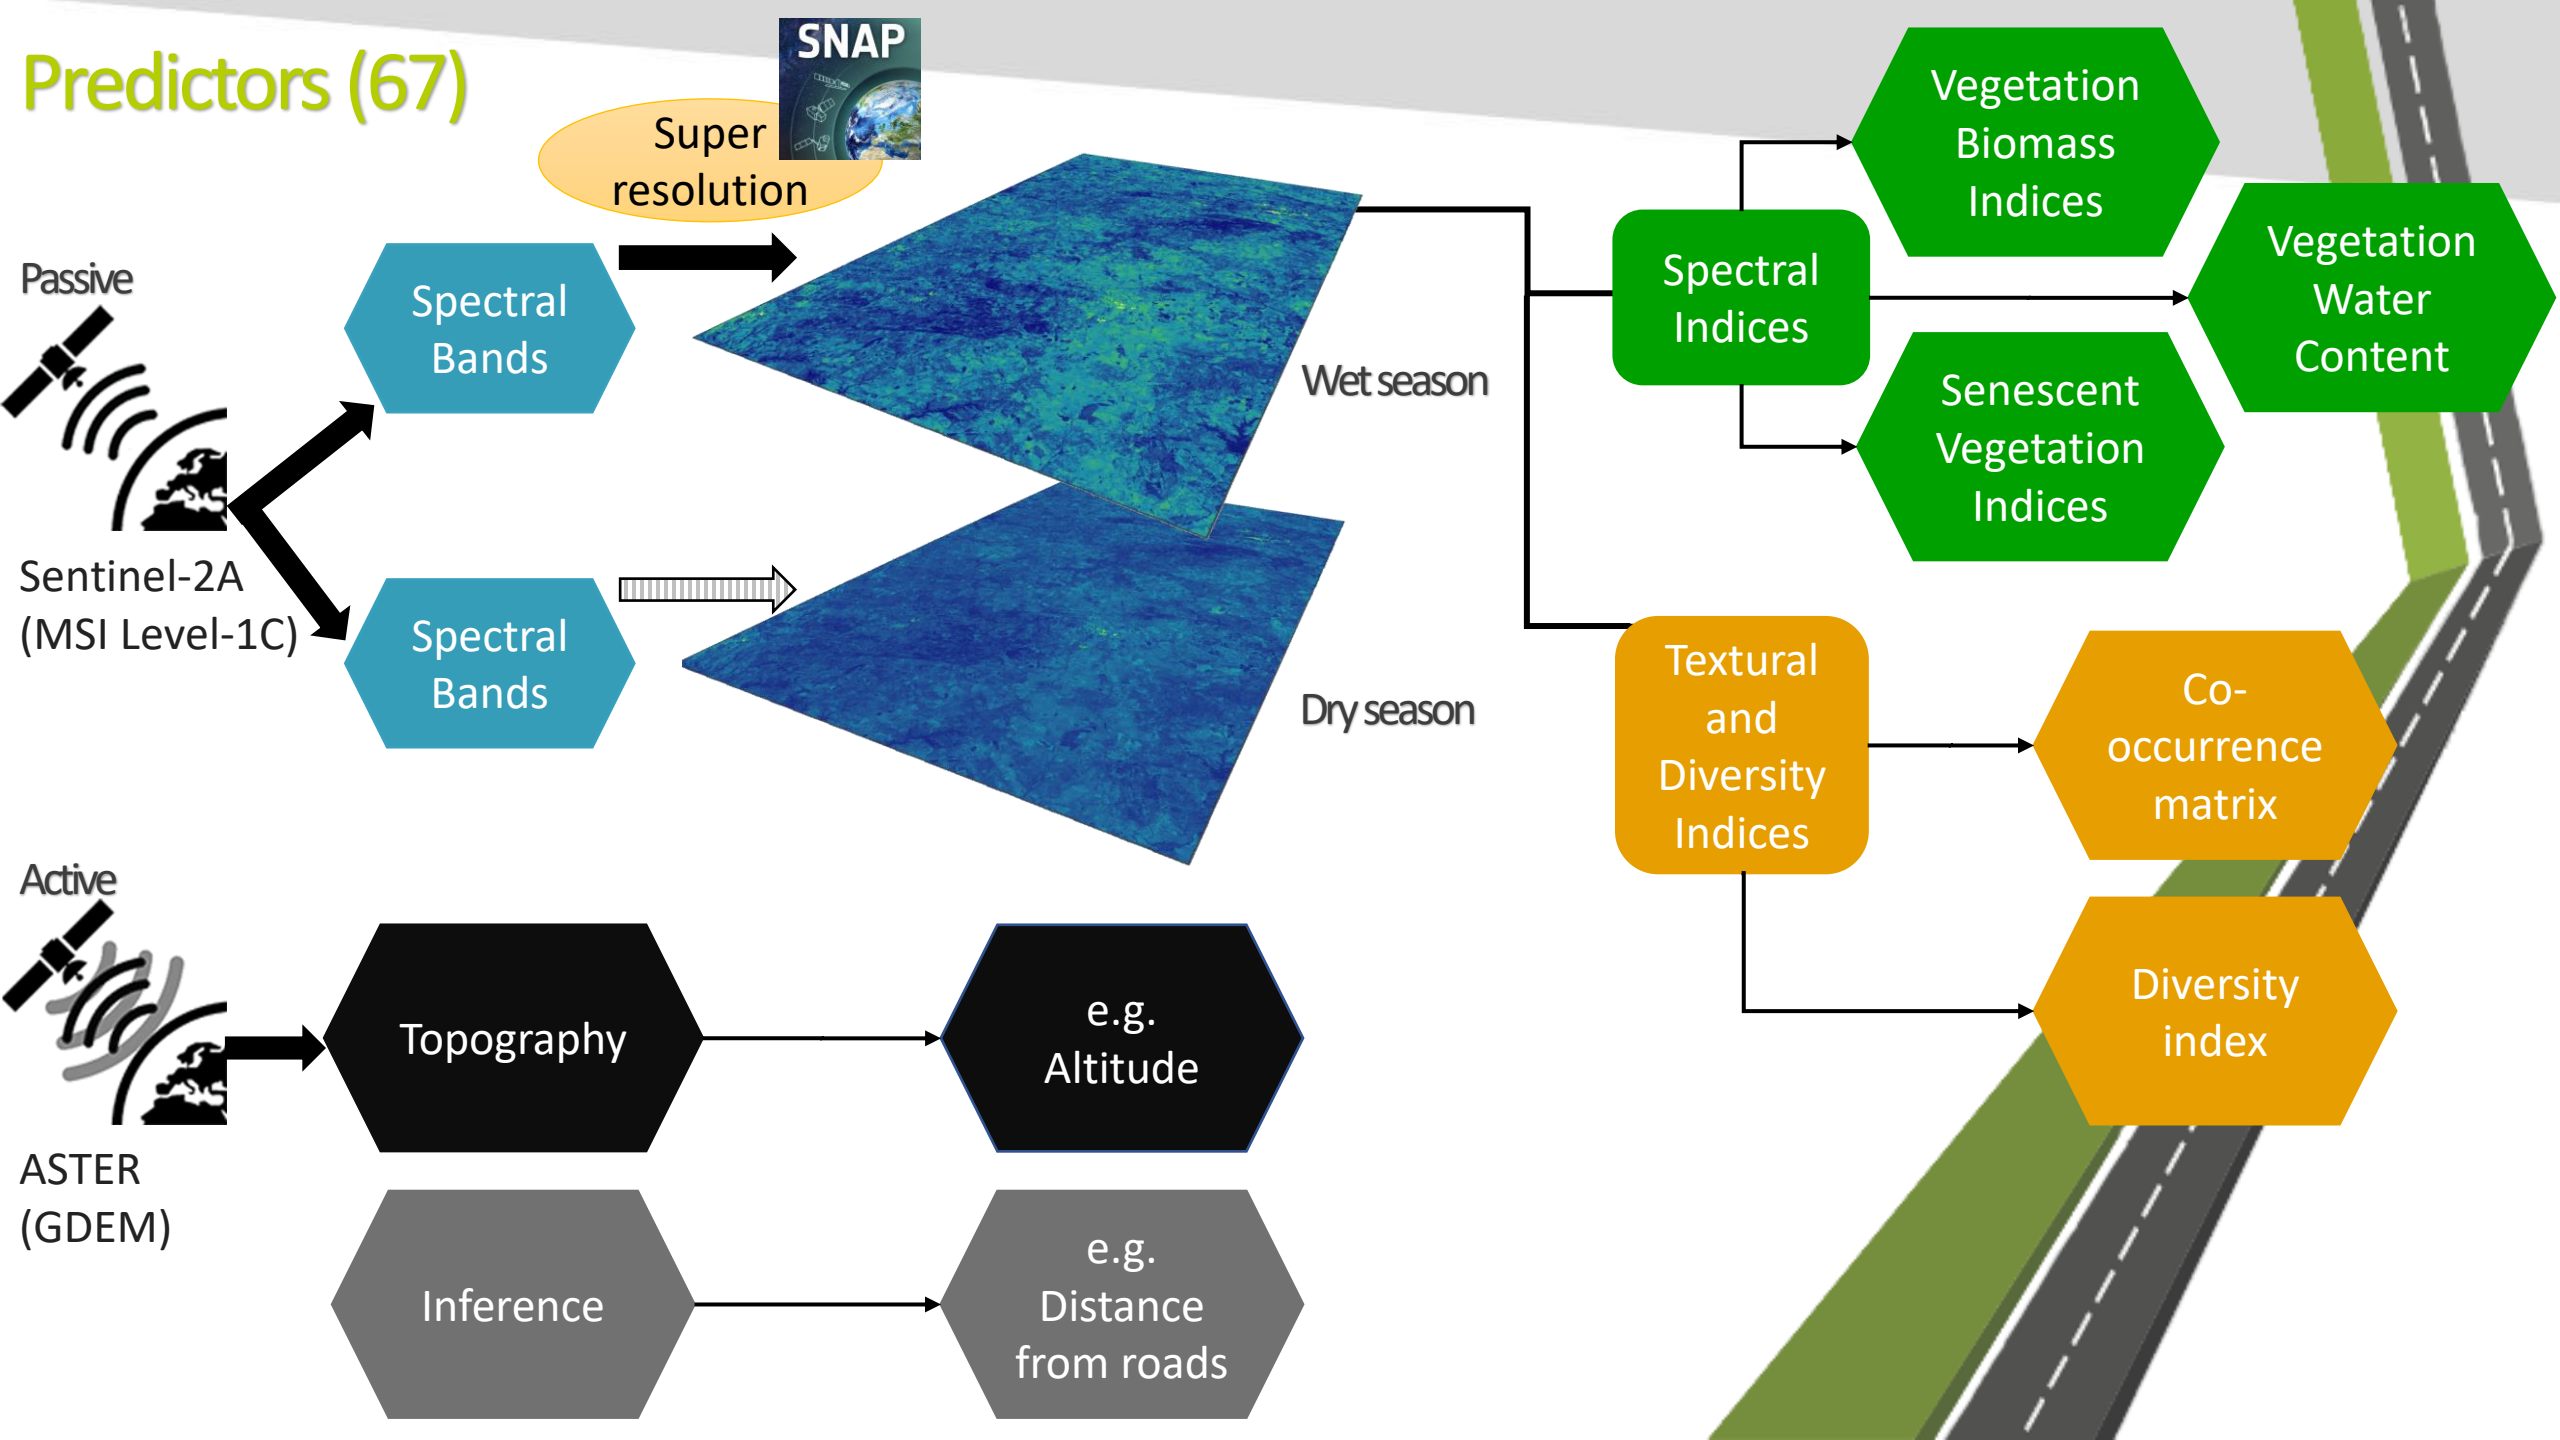 Predictors (67)
SNAP
Super
resolution
Passive
Spectral
Bands
Sentinel-2A
(MSI Level-1C)
Spectral
Bands
Wet season
Dry season
Spectral
Indices
Vegetation
Biomass
Indices
Vegetation
Water
Content
Senescent
Vegetation
Indices
Textural
and
Diversity
Indices
Co-
occurrence
matrix
Diversity
index
Active
ASTER
(GDEM)
Topography
e.g.
Altitude
Inference
e.g.
Distance
from roads